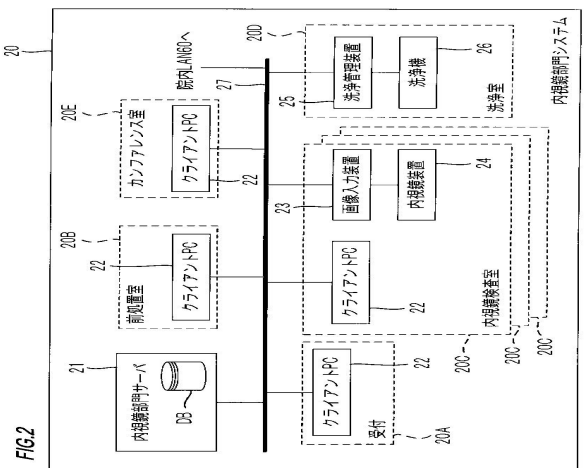 FIG.2
20
内視鏡部門システム
21
内視鏡部門サーバ
DB
20B
前処置室
22
クライアントPC
20E
カンファレンス室
クライアントPC
22
院内LAN60へ
27
20A
受付
クライアントPC
22
20C
20C
20C
内視鏡検査室
クライアントPC
22
23
画像入力装置
内視鏡装置
24
20D
25
洗浄管理装置
洗浄機
26
洗浄室